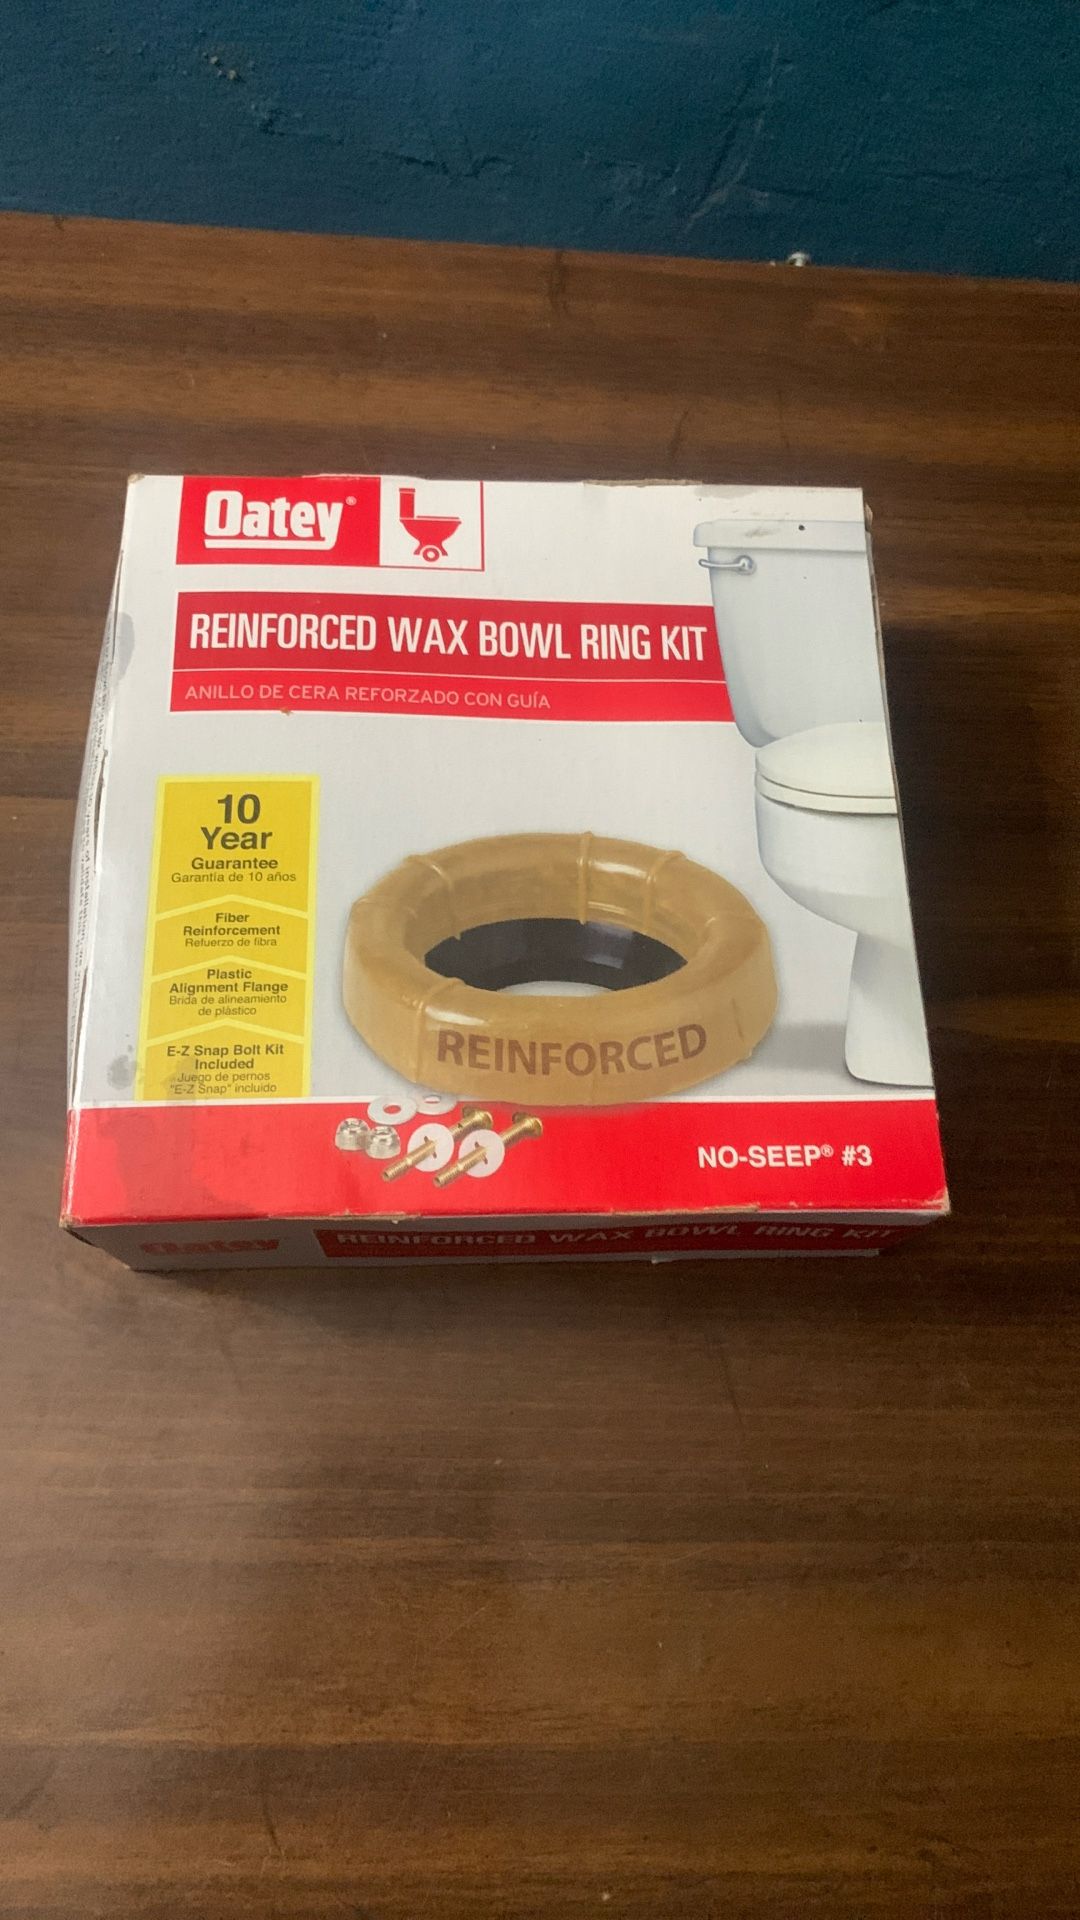 Oatey®
REINFORCED WAX BOWL RING KIT
ANILLO DE CERA REFORZADO CON GUÍA
10
Year
Guarantee
Garantía de 10 años
Fiber
Reinforcement
Refuerzo de fibra
Plastic
Alignment Flange
Brida de alineamiento
de plástico
E-Z Snap Bolt Kit
Included
Juego de pernos
"E-Z Snap" incluido
REINFORCED
NO-SEEP® #3
Oatey
REINFORCED WAX BOWL RING KIT